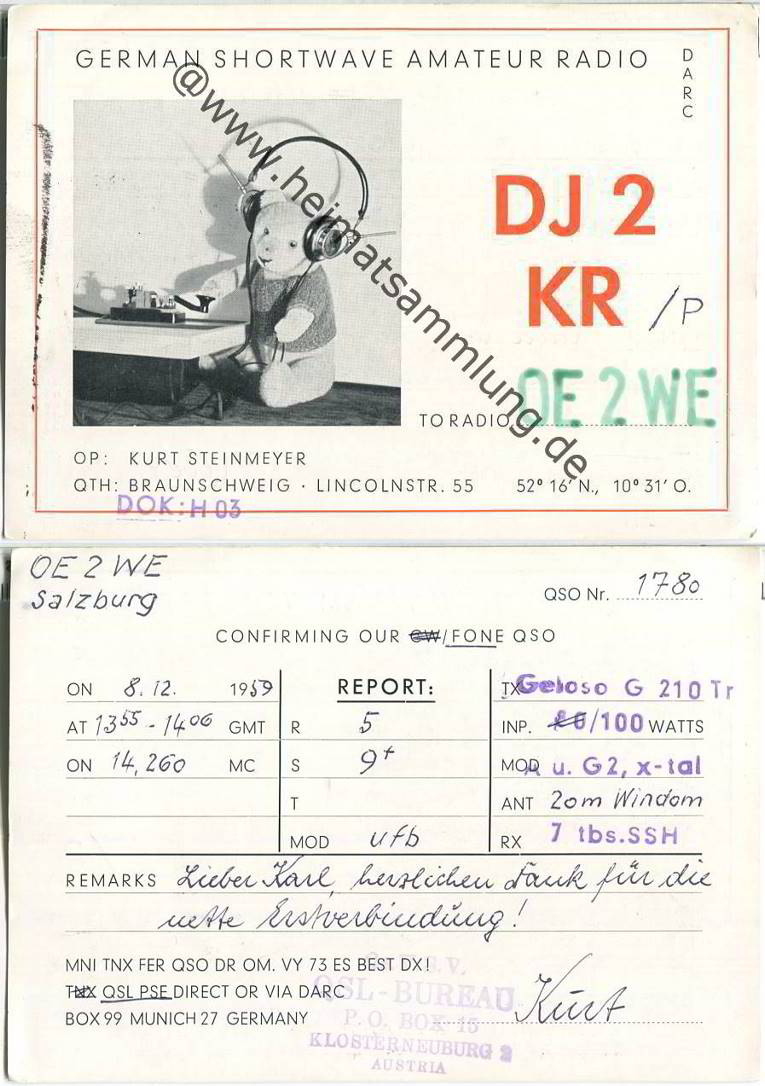 GERMAN SHORTWAVE AMATEUR RADIO
DARC
@www.heimatsammlung.de
DJ 2
KR /P
TO RADIO OE 2 WE
OP: KURT STEINMEYER
QTH: BRAUNSCHWEIG · LINCOLNSTR. 55 52° 16' N., 10° 31' O.
DOK: H 03
OE 2 WE
Salzburg
QSO Nr. 1780
CONFIRMING OUR CW/FONE QSO
ON 8. 12. 1959
AT 13⁵⁵ - 14⁰⁶ GMT
ON 14,260 MC
REPORT:
R 5
S 9+
T
MOD ufb
TX Geloso G 210 Tr
INP. /100 WATTS
MOD u. G2, x-tal
ANT 20m Windom
RX 7 tbs.SSH
REMARKS Lieber Karl, herzlichen Dank für die
nette Erstverbindung!
MNI TNX FER QSO DR OM. VY 73 ES BEST DX!
TNX QSL PSE DIRECT OR VIA DARC
BOX 99 MUNICH 27 GERMANY
Kurt
QSL-BUREAU
P. O. BOX 15
KLOSTERNEUBURG 2
AUSTRIA